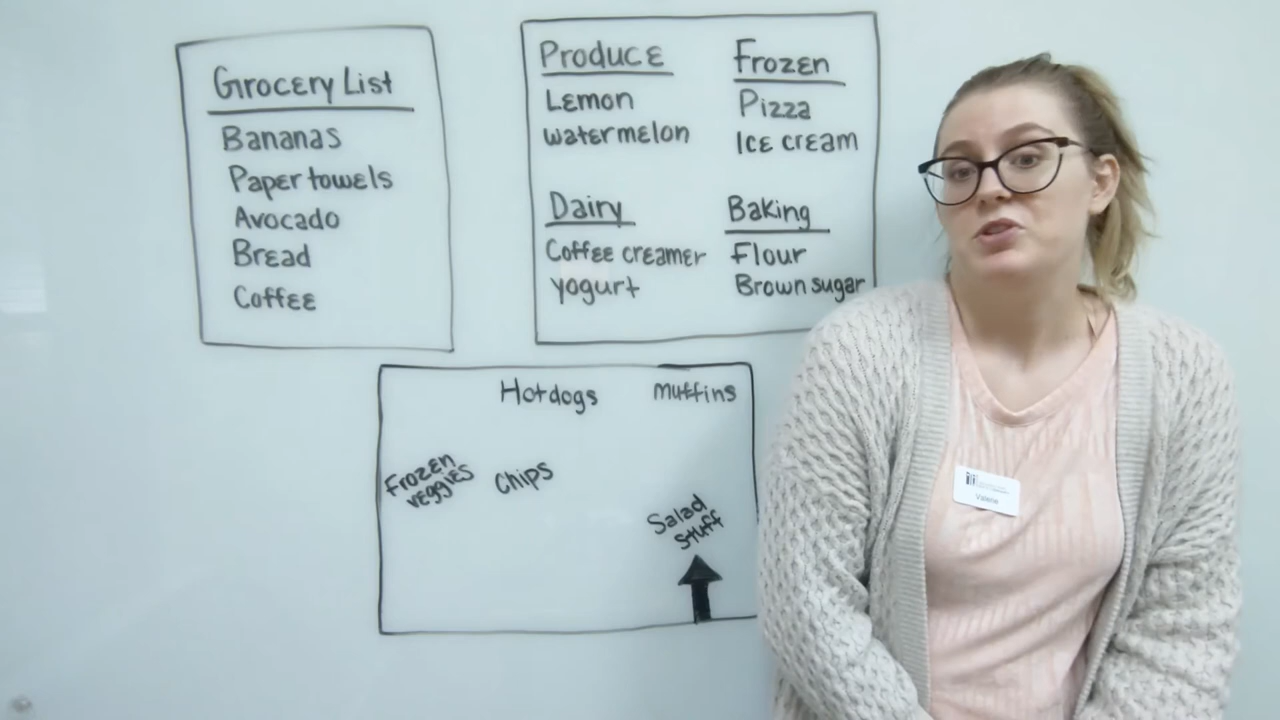 Grocery List
Bananas
Paper towels
Avocado
Bread
Coffee
Produce
Lemon
watermelon
Frozen
Pizza
Ice cream
Dairy
Coffee creamer
yogurt
Baking
Flour
Brown sugar
Hotdogs
muffins
Frozen
veggies
Chips
Salad
stuff
Valerie